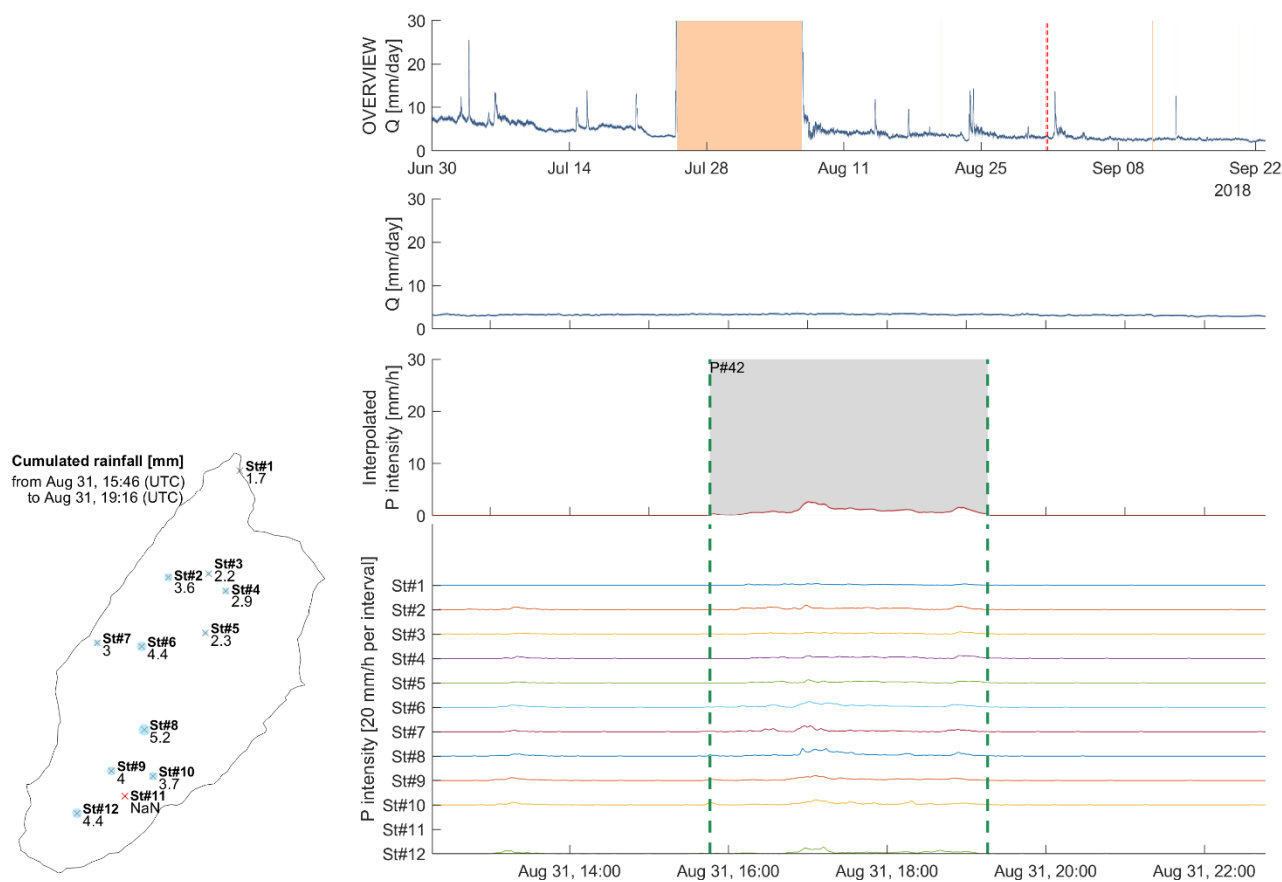 OVERVIEW
Q [mm/day]
30
20
10
0
Jun 30
Jul 14
Jul 28
Aug 11
Aug 25
Sep 08
Sep 22
2018
Q [mm/day]
30
20
10
0
Interpolated
P intensity [mm/h]
30
20
10
0
P#42
Cumulated rainfall [mm]
from Aug 31, 15:46 (UTC)
to Aug 31, 19:16 (UTC)
St#1
1.7
St#3
2.2
St#2
3.6
St#4
2.9
St#5
2.3
St#7
3
St#6
4.4
St#8
5.2
St#9
4
St#10
3.7
St#11
NaN
St#12
4.4
P intensity [20 mm/h per interval]
St#1
St#2
St#3
St#4
St#5
St#6
St#7
St#8
St#9
St#10
St#11
St#12
Aug 31, 14:00
Aug 31, 16:00
Aug 31, 18:00
Aug 31, 20:00
Aug 31, 22:00